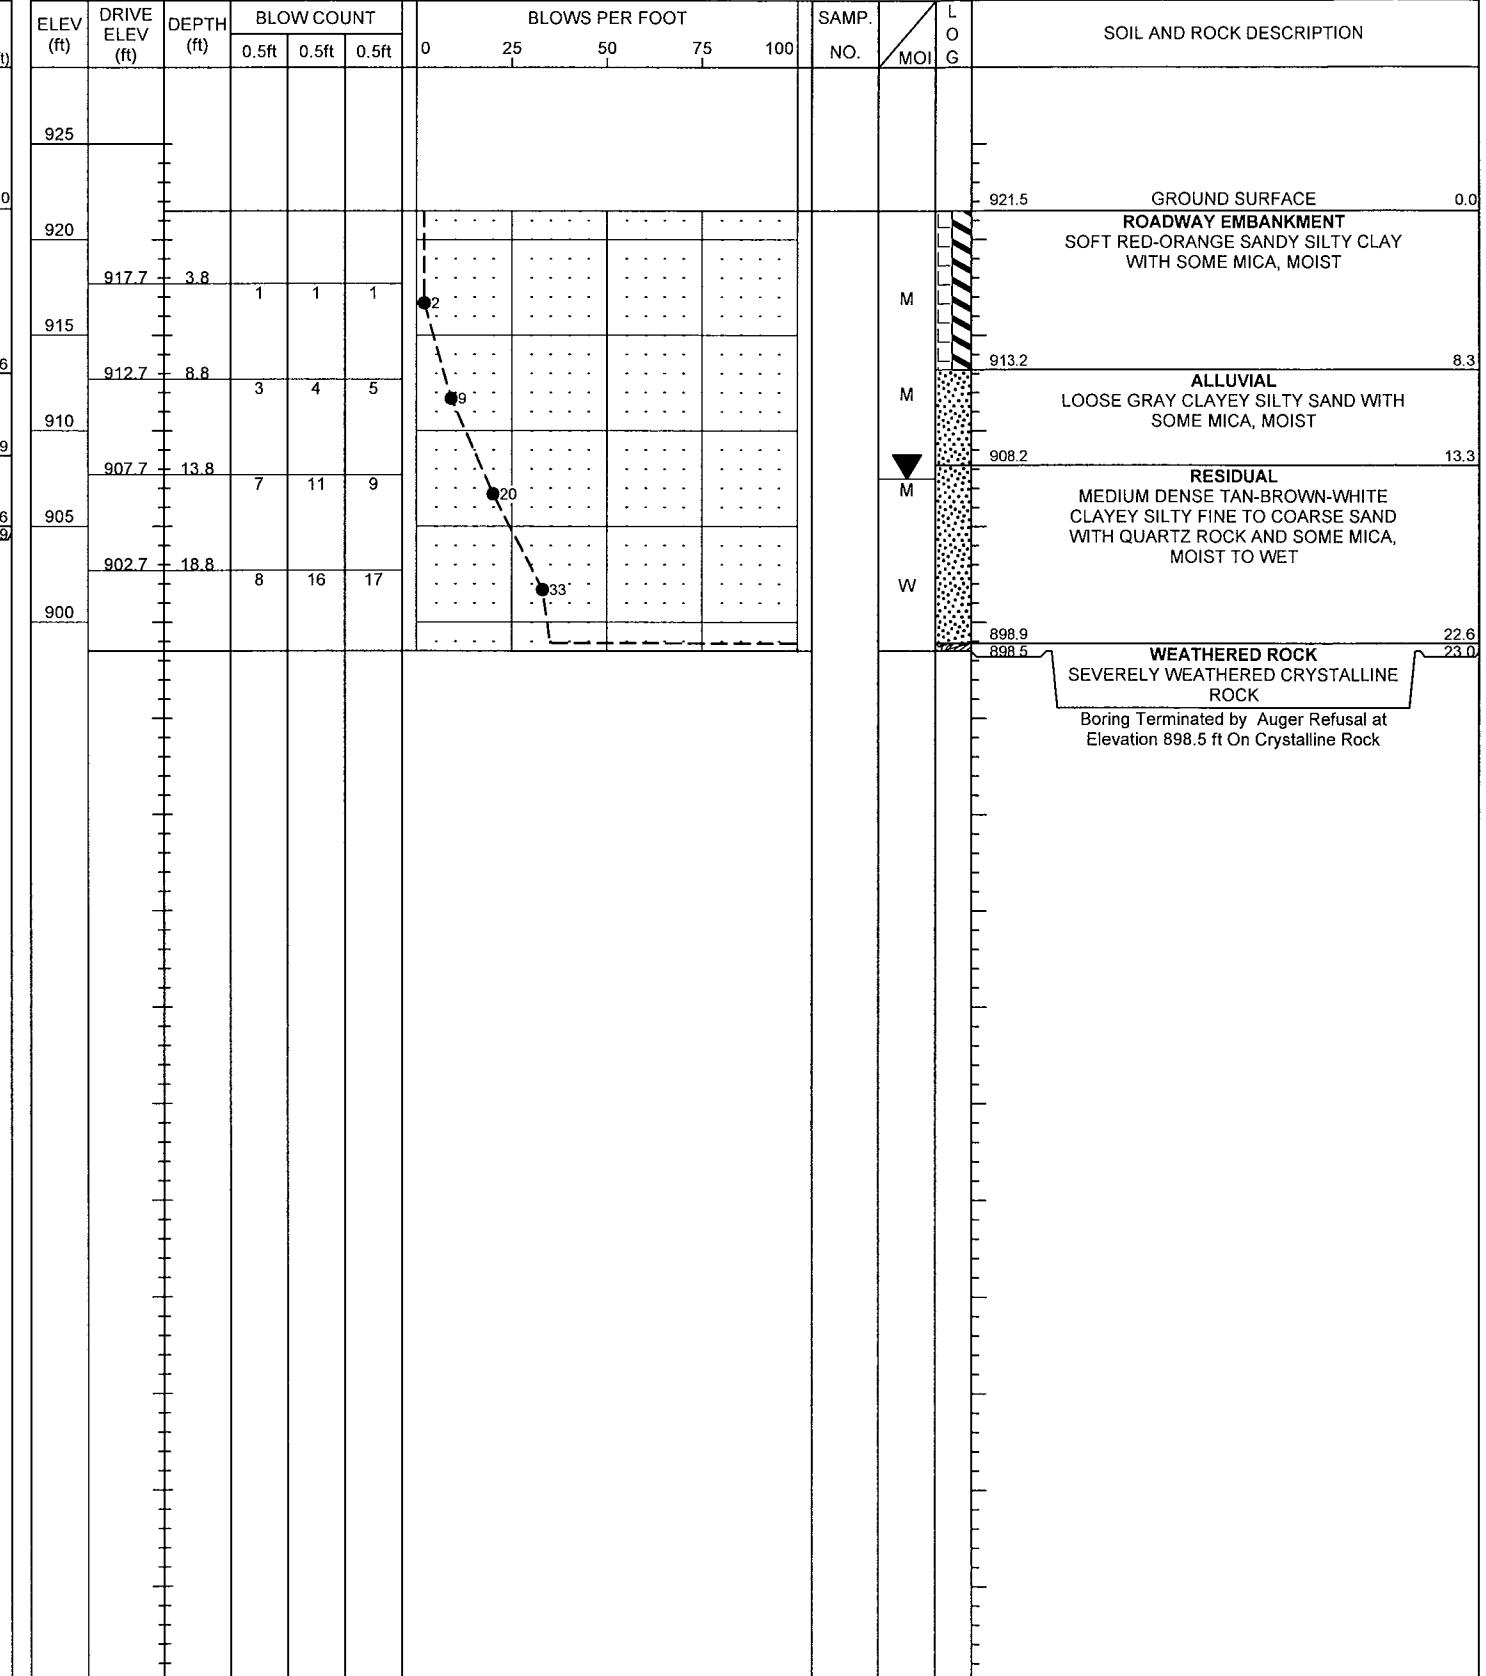 ELEV (ft) DRIVE ELEV (ft) DEPTH (ft) BLOW COUNT BLOWS PER FOOT SAMP. NO. MOI LOG SOIL AND ROCK DESCRIPTION
0.5ft 0.5ft 0.5ft 0 25 50 75 100
t)
925
0
921.5 GROUND SURFACE 0.0
ROADWAY EMBANKMENT
920
SOFT RED-ORANGE SANDY SILTY CLAY
WITH SOME MICA, MOIST
917.7 3.8
1 1 1 2 M
915
6
913.2 8.3
912.7 8.8
ALLUVIAL
3 4 5 9 M
LOOSE GRAY CLAYEY SILTY SAND WITH
SOME MICA, MOIST
910
9
908.2 13.3
907.7 13.8
RESIDUAL
7 11 9 20 M
MEDIUM DENSE TAN-BROWN-WHITE
CLAYEY SILTY FINE TO COARSE SAND
905
6
9
WITH QUARTZ ROCK AND SOME MICA,
MOIST TO WET
902.7 18.8
8 16 17 33 W
900
898.9 22.6
898.5 WEATHERED ROCK 23.0
SEVERELY WEATHERED CRYSTALLINE
ROCK
Boring Terminated by Auger Refusal at
Elevation 898.5 ft On Crystalline Rock